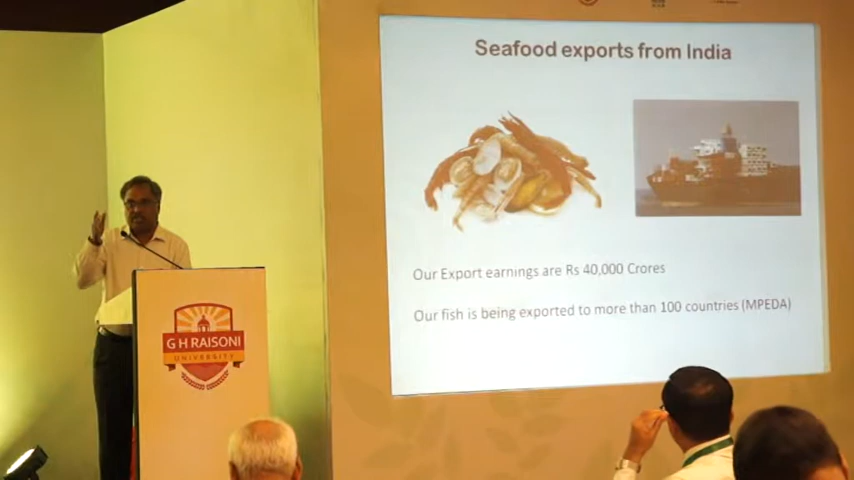 Seafood exports from India
Our Export earnings are Rs 40,000 Crores
Our fish is being exported to more than 100 countries (MPEDA)
G H RAISONI
UNIVERSITY